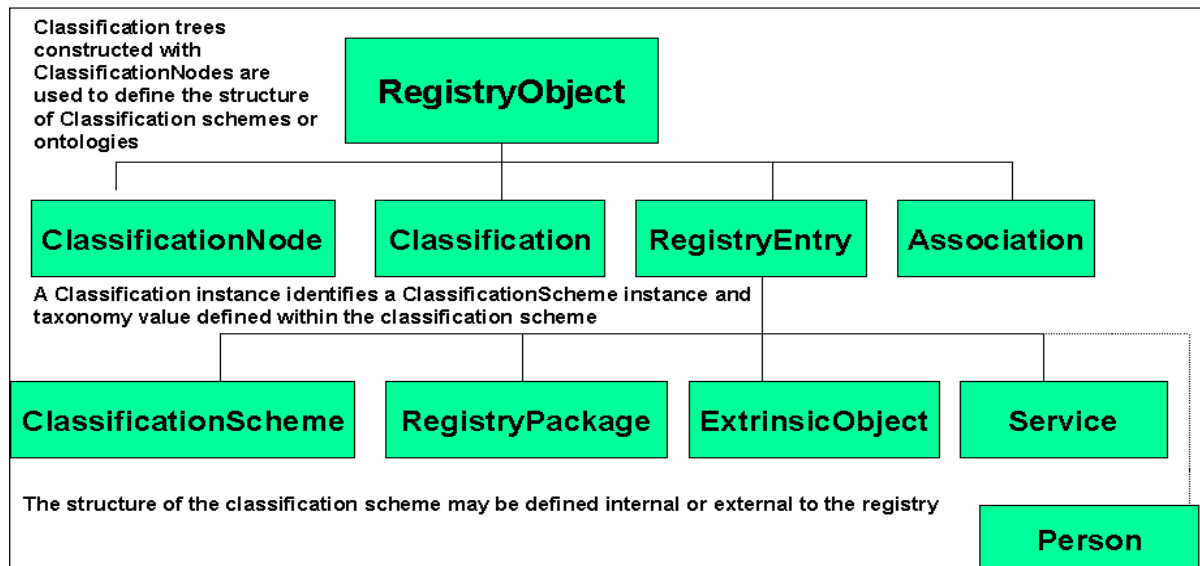 Classification trees
constructed with
ClassificationNodes are
used to define the structure
of Classification schemes or
ontologies
RegistryObject
ClassificationNode
Classification
RegistryEntry
Association
A Classification instance identifies a ClassificationScheme instance and
taxonomy value defined within the classification scheme
ClassificationScheme
RegistryPackage
ExtrinsicObject
Service
The structure of the classification scheme may be defined internal or external to the registry
Person